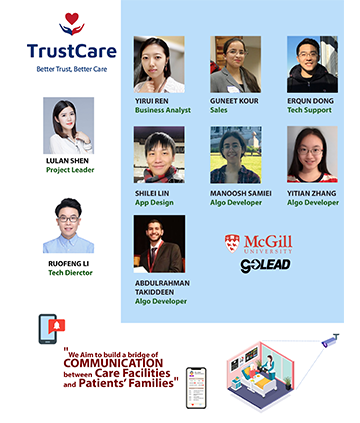 TrustCare
Better Trust, Better Care
YIRUI REN
Business Analyst
GUNEET KOUR
Sales
ERQUN DONG
Tech Support
LULAN SHEN
Project Leader
SHILEI LIN
App Design
MANOOSH SAMIEI
Algo Developer
YITIAN ZHANG
Algo Developer
RUOFENG LI
Tech Dierctor
ABDULRAHMAN
TAKIDDEEN
Algo Developer
McGill
UNIVERSITY
GOLEAD
"We Aim to build a bridge of
COMMUNICATION
between Care Facilities
and Patients' Families"